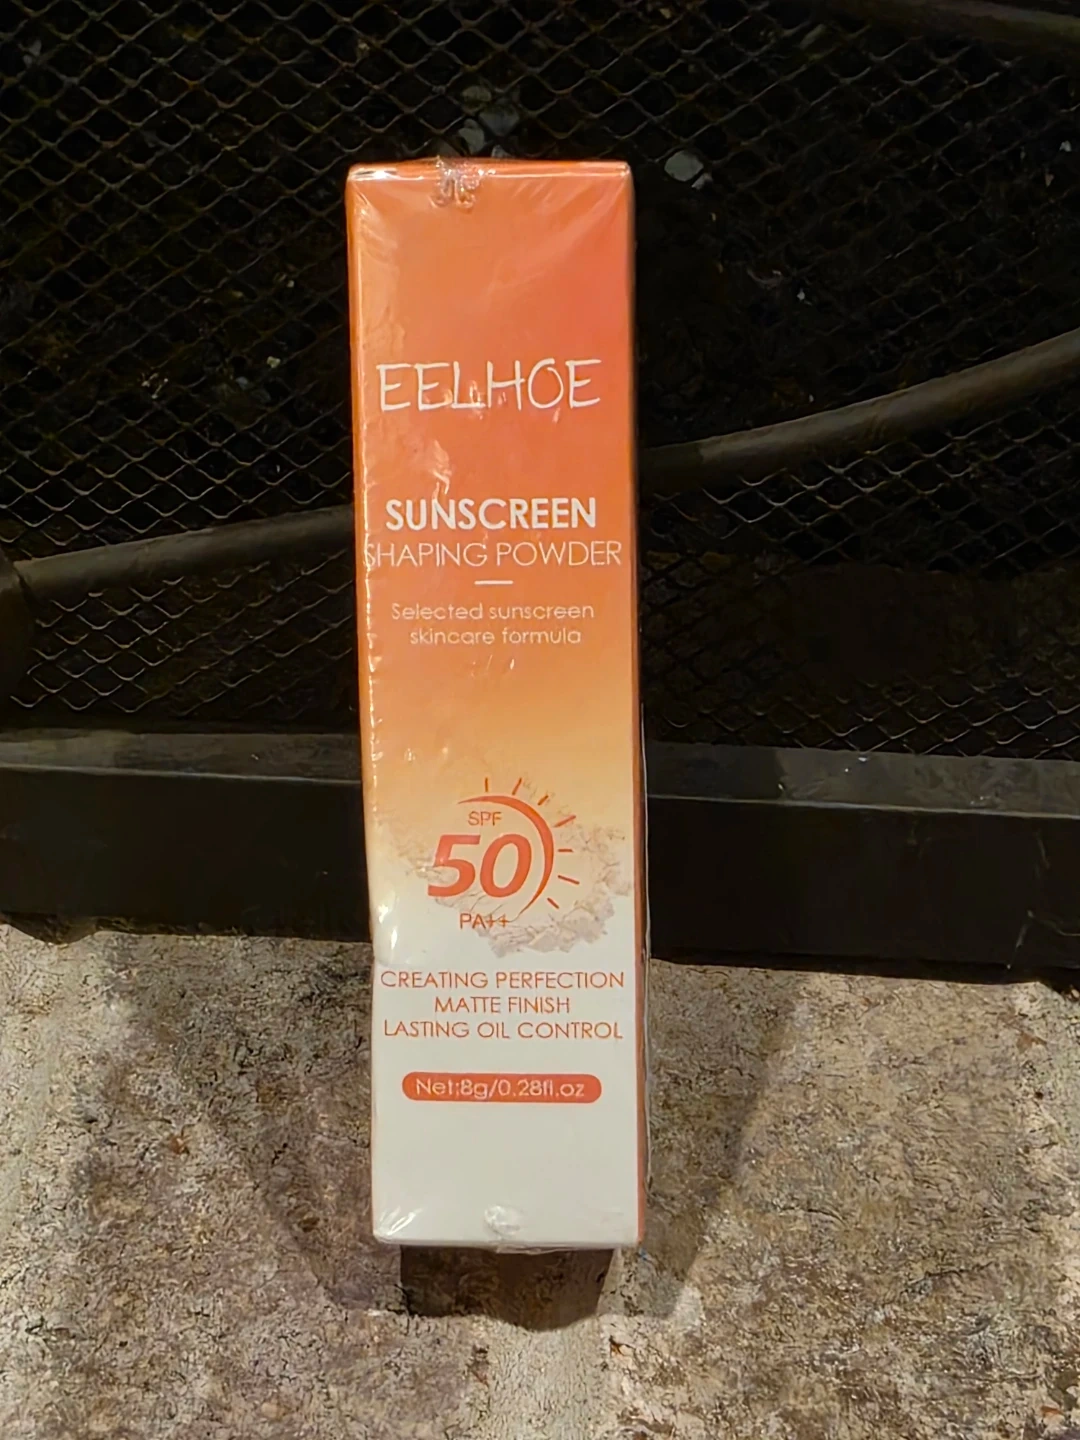 EELHOE
SUNSCREEN
SHAPING POWDER
Selected sunscreen
skincare formula
SPF
50
PA++
CREATING PERFECTION
MATTE FINISH
LASTING OIL CONTROL
Net:8g/0.28fl.oz